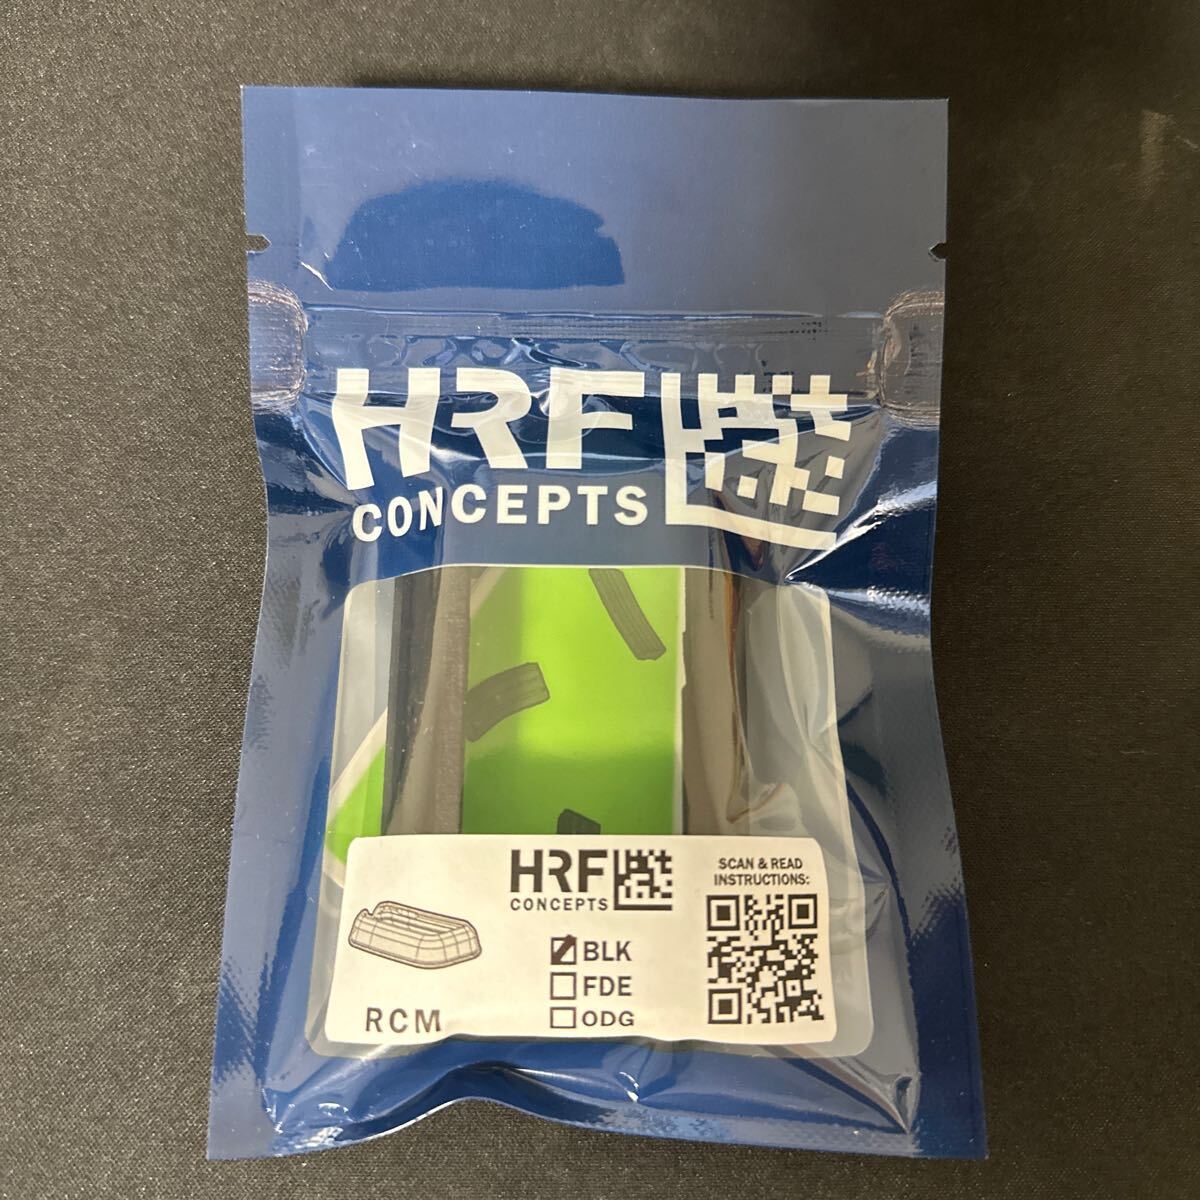 HRF
CONCEPTS
HRF
CONCEPTS
SCAN & READ
INSTRUCTIONS:
BLK
FDE
ODG
RCM